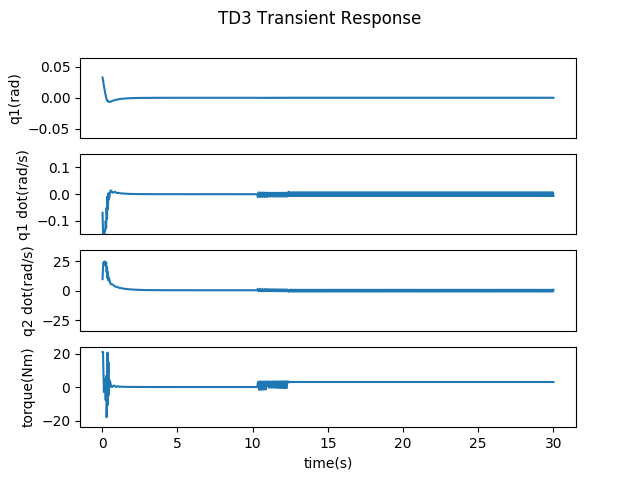 TD3 Transient Response
0.05
0.00
−0.05
q1(rad)
0.1
0.0
−0.1
q1 dot(rad/s)
25
0
−25
q2 dot(rad/s)
20
0
−20
torque(Nm)
0 5 10 15 20 25 30
time(s)